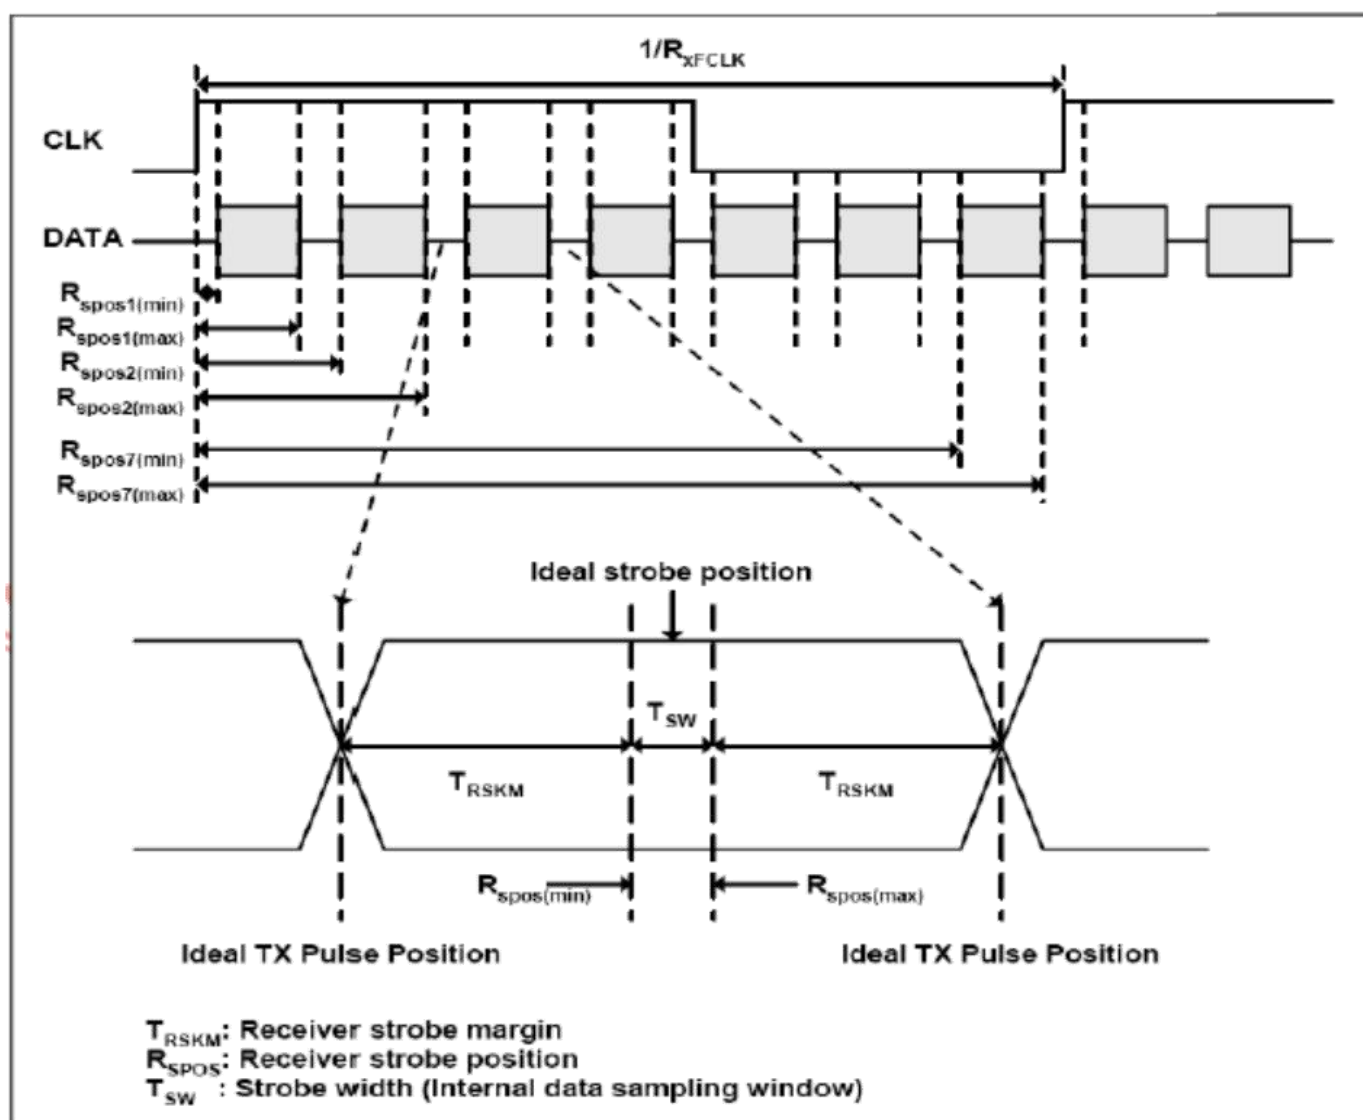 1/RxFCLK
CLK
DATA
Rspos1(min)
Rspos1(max)
Rspos2(min)
Rspos2(max)
Rspos7(min)
Rspos7(max)
Ideal strobe position
TSW
TRSKM
TRSKM
Rspos(min)
Rspos(max)
Ideal TX Pulse Position
Ideal TX Pulse Position
TRSKM: Receiver strobe margin
RSPOS: Receiver strobe position
TSW : Strobe width (Internal data sampling window)